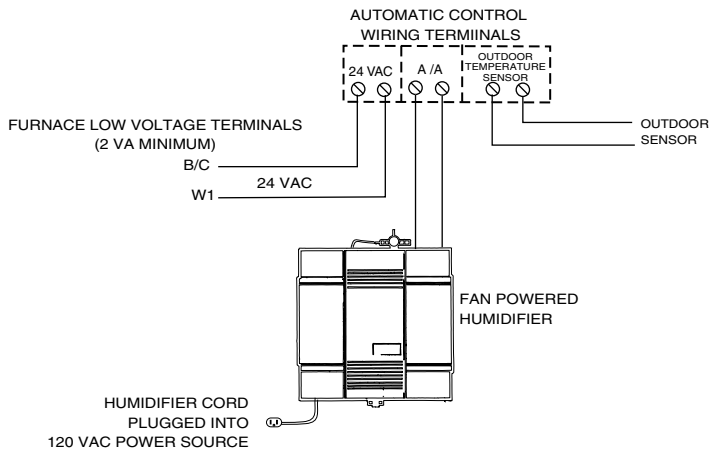 AUTOMATIC CONTROL
WIRING TERMIINALS
24 VAC
A /A
OUTDOOR
TEMPERATURE
SENSOR
FURNACE LOW VOLTAGE TERMINALS
(2 VA MINIMUM)
B/C
24 VAC
W1
OUTDOOR
SENSOR
FAN POWERED
HUMIDIFIER
HUMIDIFIER CORD
PLUGGED INTO
120 VAC POWER SOURCE